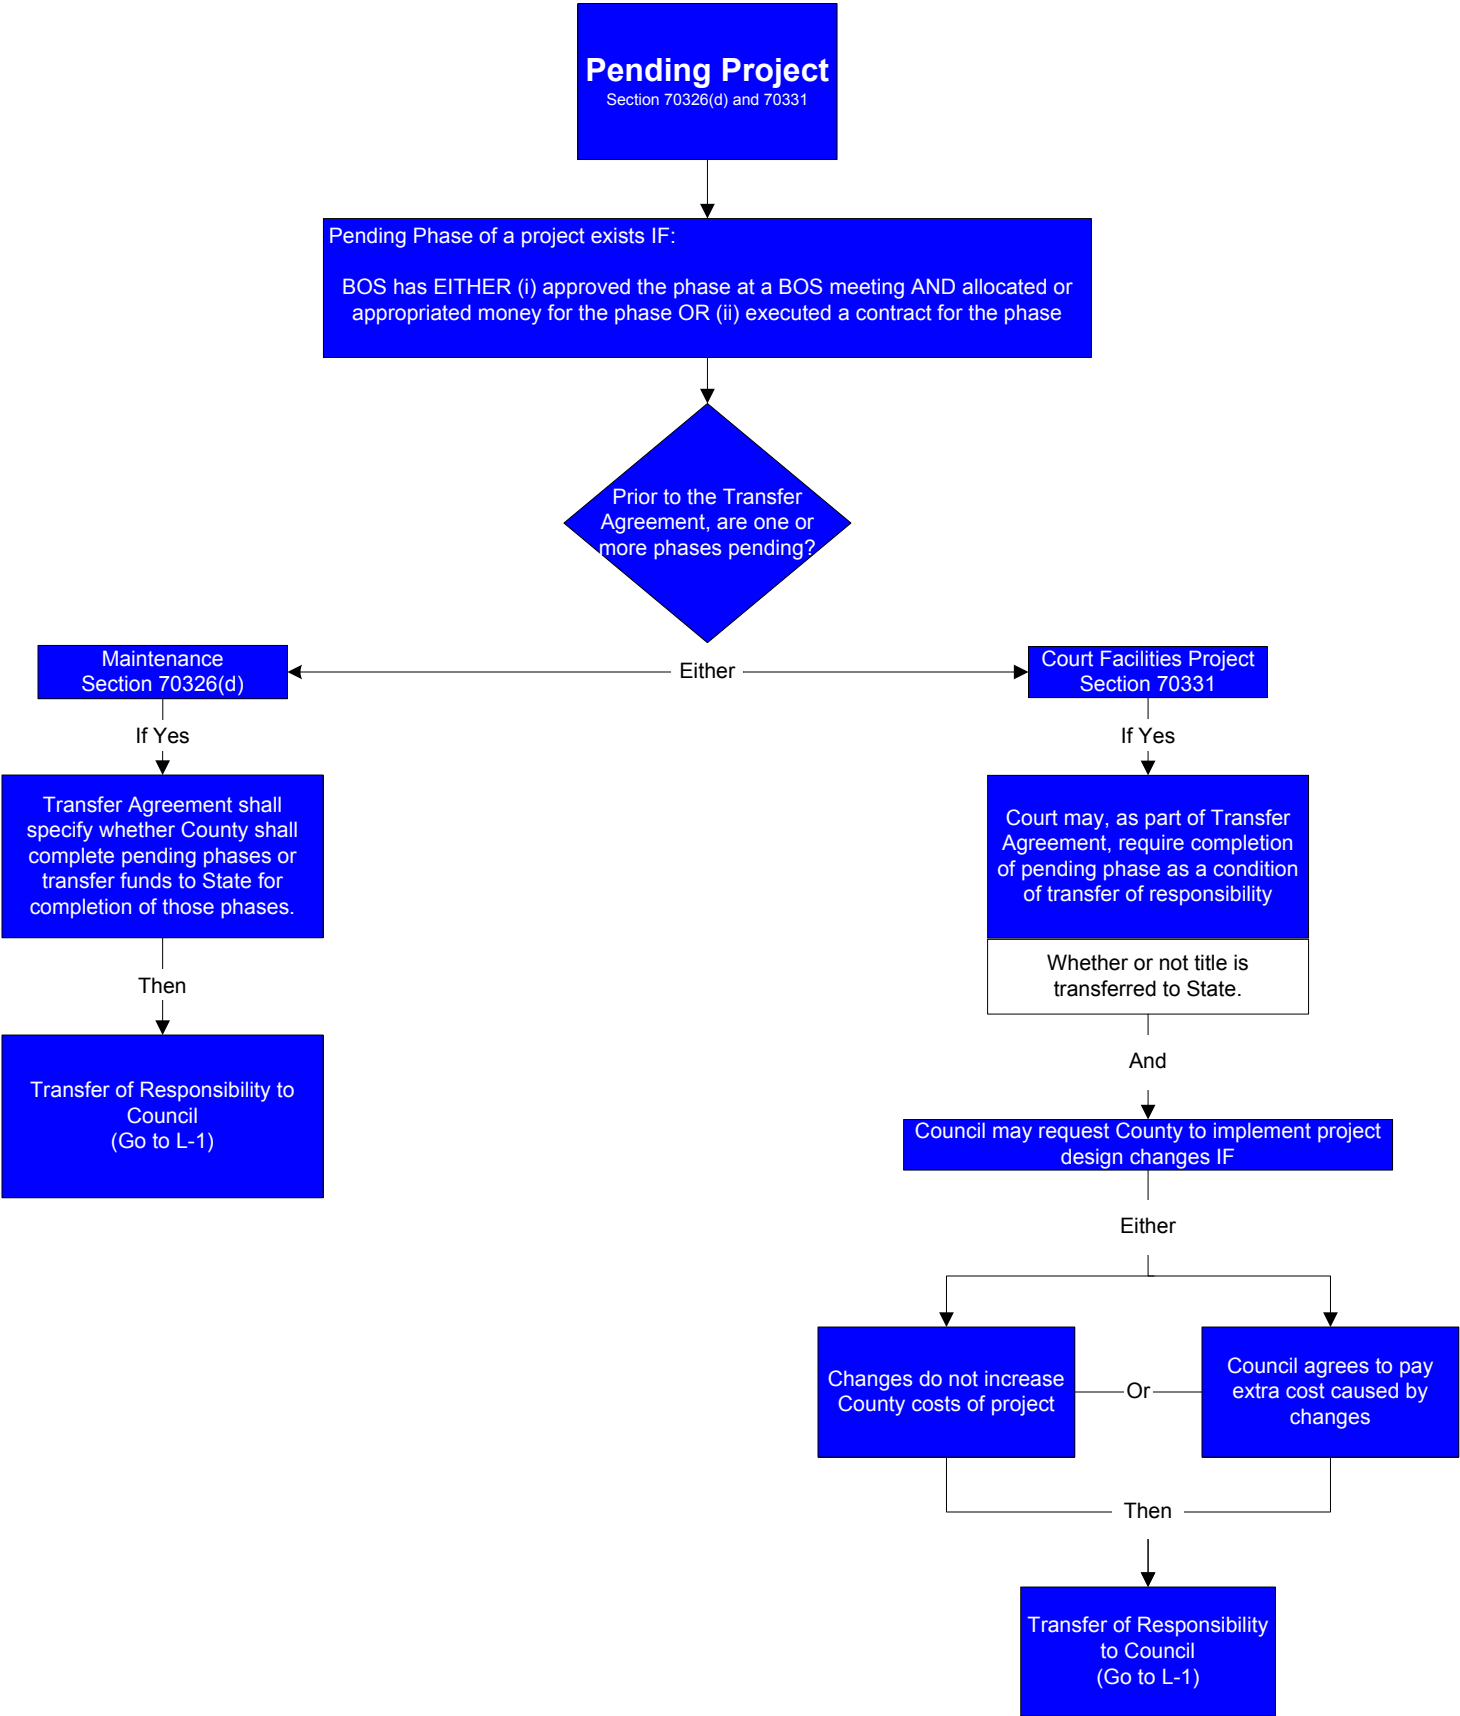 Pending Project
Section 70326(d) and 70331
Pending Phase of a project exists IF:
BOS has EITHER (i) approved the phase at a BOS meeting AND allocated or
appropriated money for the phase OR (ii) executed a contract for the phase
Prior to the Transfer
Agreement, are one or
more phases pending?
Either
Maintenance
Section 70326(d)
If Yes
Transfer Agreement shall
specify whether County shall
complete pending phases or
transfer funds to State for
completion of those phases.
Then
Transfer of Responsibility to
Council
(Go to L-1)
Court Facilities Project
Section 70331
If Yes
Court may, as part of Transfer
Agreement, require completion
of pending phase as a condition
of transfer of responsibility
Whether or not title is
transferred to State.
And
Council may request County to implement project
design changes IF
Either
Changes do not increase
County costs of project
Or
Council agrees to pay
extra cost caused by
changes
Then
Transfer of Responsibility
to Council
(Go to L-1)